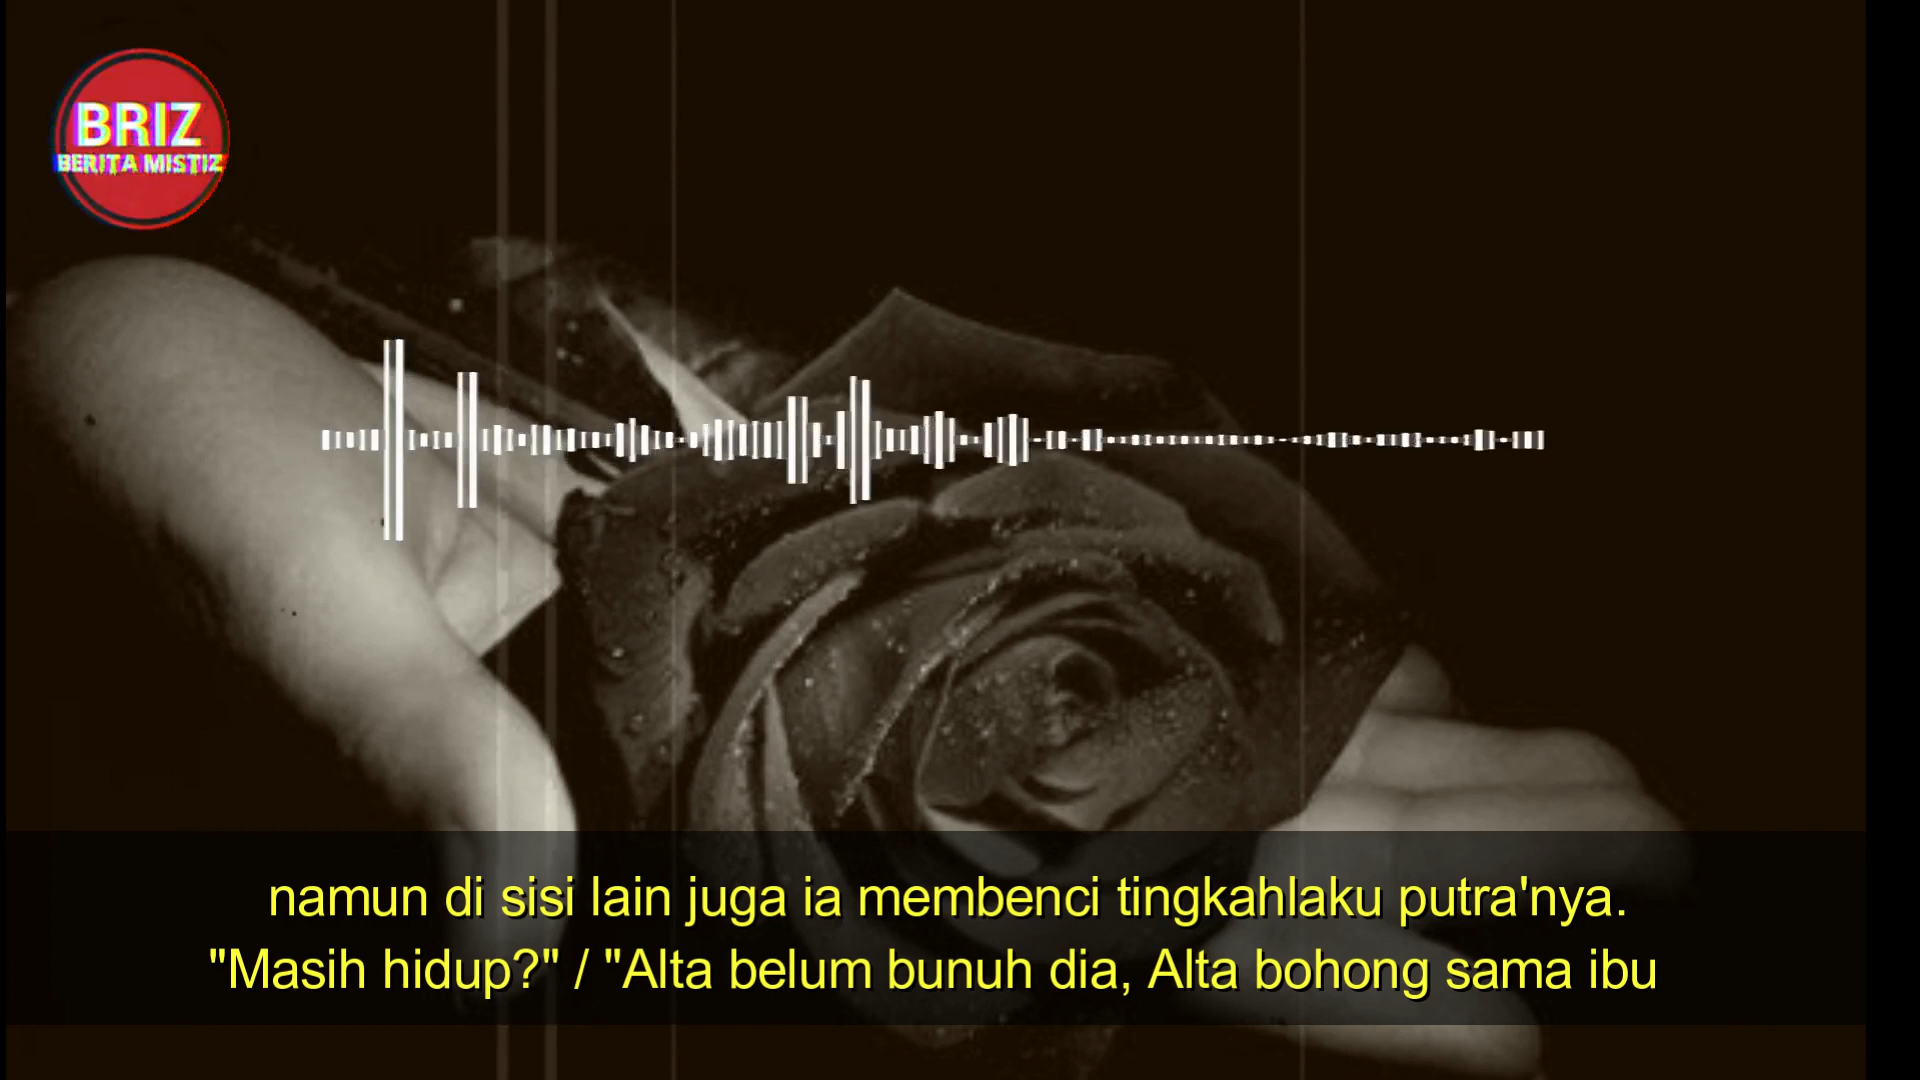 BRIZ
BERITA MISTIZ
namun di sisi lain juga ia membenci tingkahlaku putra'nya.
"Masih hidup?" / "Alta belum bunuh dia, Alta bohong sama ibu